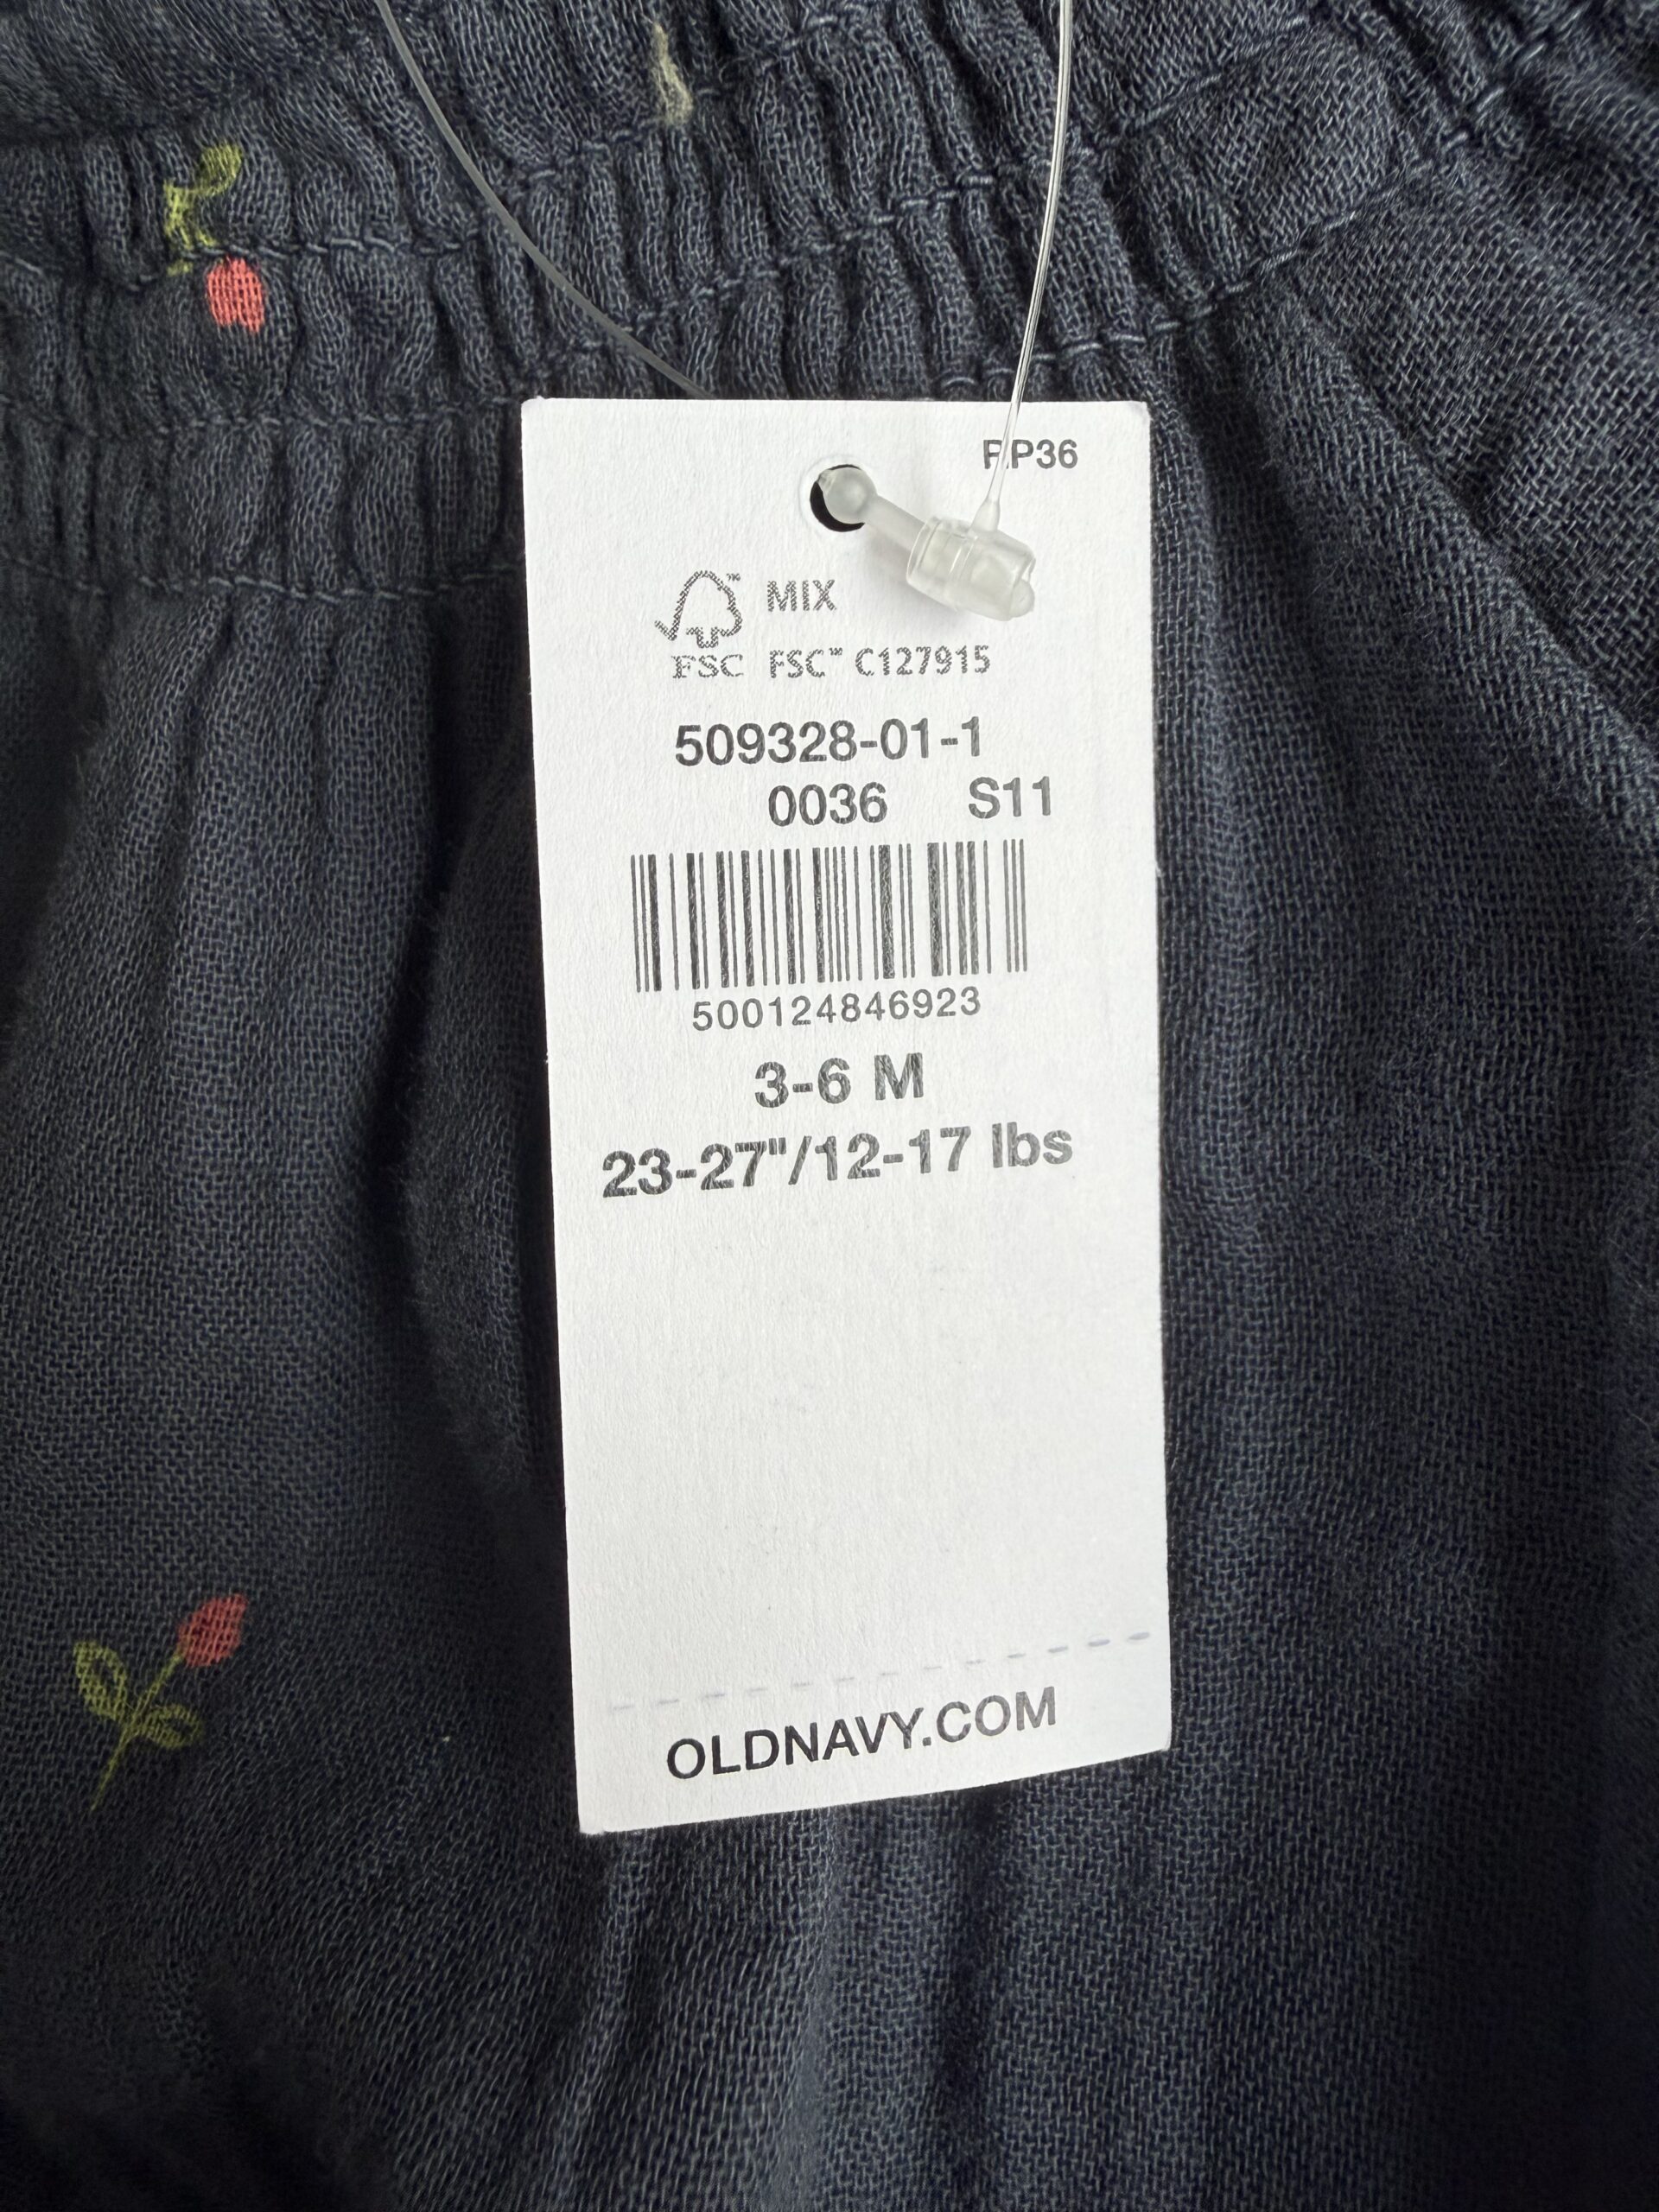 RP36
MIX
FSC FSC™ C127915
509328-01-1
0036 S11
500124846923
3-6 M
23-27"/12-17 lbs
OLDNAVY.COM